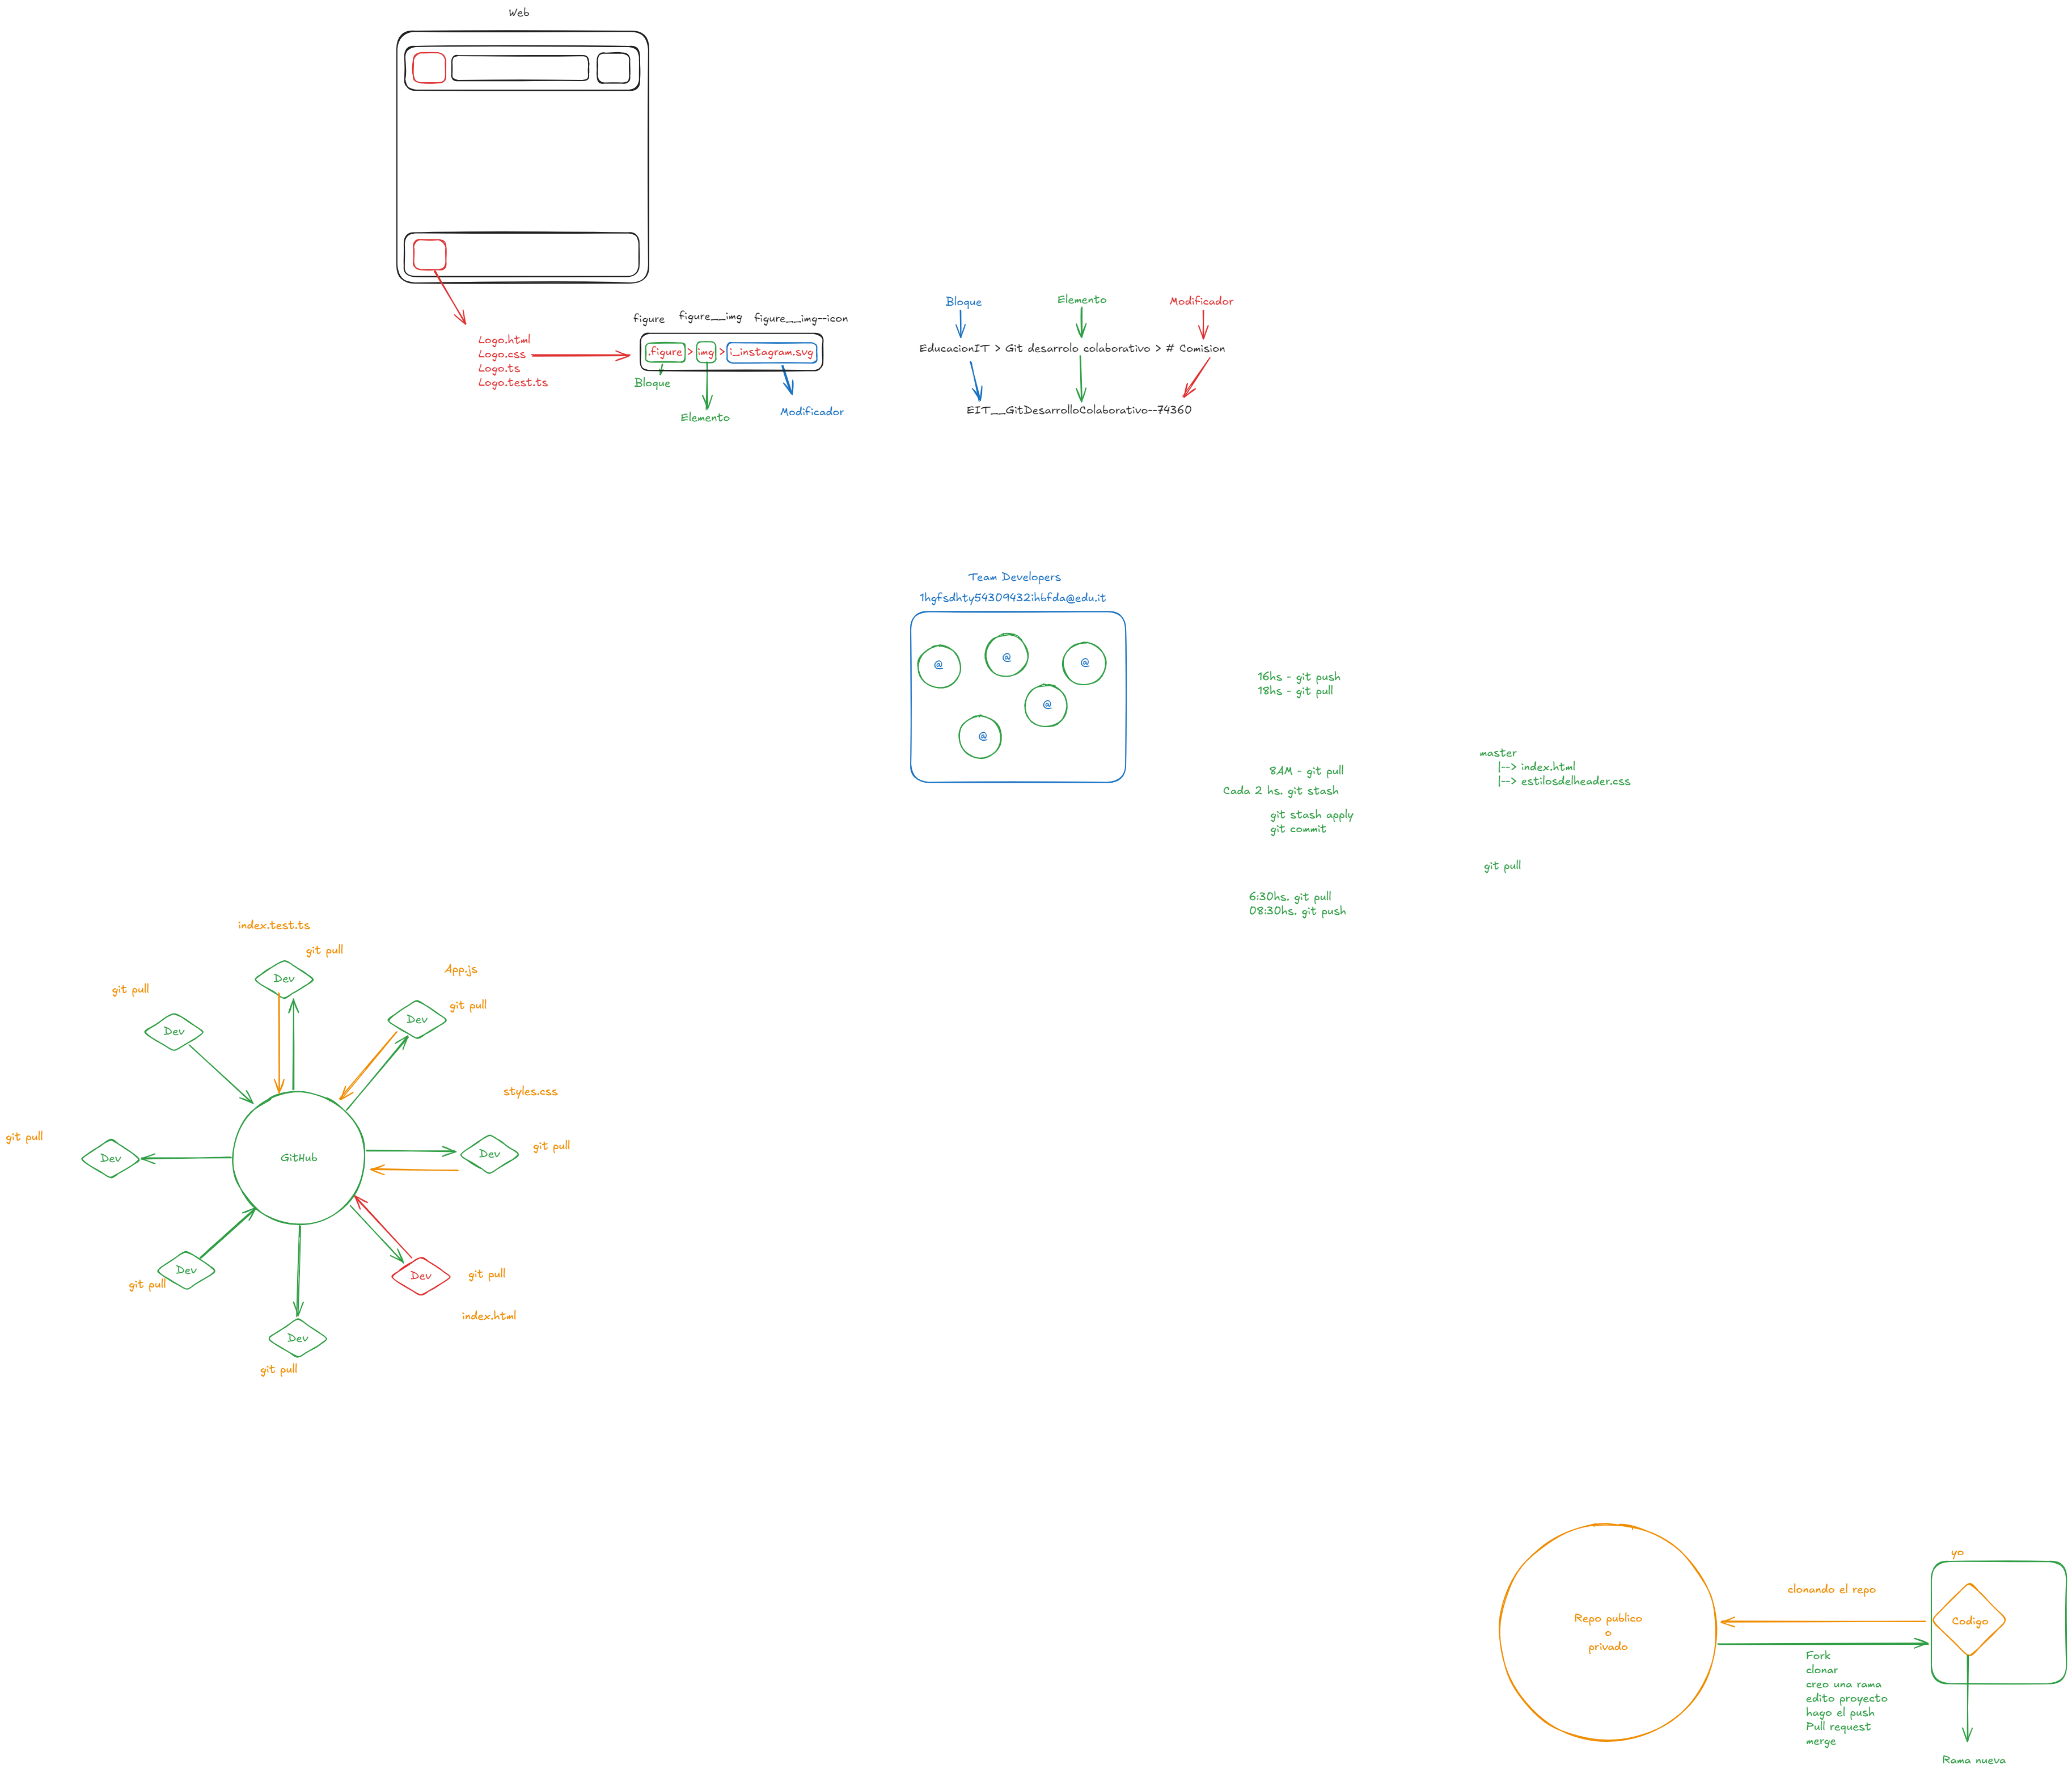 Web
Logo.html
Logo.css
Logo.ts
Logo.test.ts
figure
figure__img
figure__img--icon
.figure > img > i_instagram.svg
Bloque
Elemento
Modificador
Bloque
Elemento
Modificador
EducacionIT > Git desarrolo colaborativo > # Comision
EIT__GitDesarrolloColaborativo--74360
Team Developers
1hgfsdhty54309432ihbfda@edu.it
@
@
@
@
@
16hs - git push
18hs - git pull
8AM - git pull
Cada 2 hs. git stash
git stash apply
git commit
6:30hs. git pull
08:30hs. git push
master
|--> index.html
|--> estilosdelheader.css
git pull
index.test.ts
git pull
Dev
App.js
git pull
Dev
git pull
Dev
styles.css
git pull
Dev
git pull
Dev
GitHub
Dev
git pull
Dev
git pull
index.html
Dev
git pull
Repo publico
o
privado
clonando el repo
yo
Codigo
Fork
clonar
creo una rama
edito proyecto
hago el push
Pull request
merge
Rama nueva